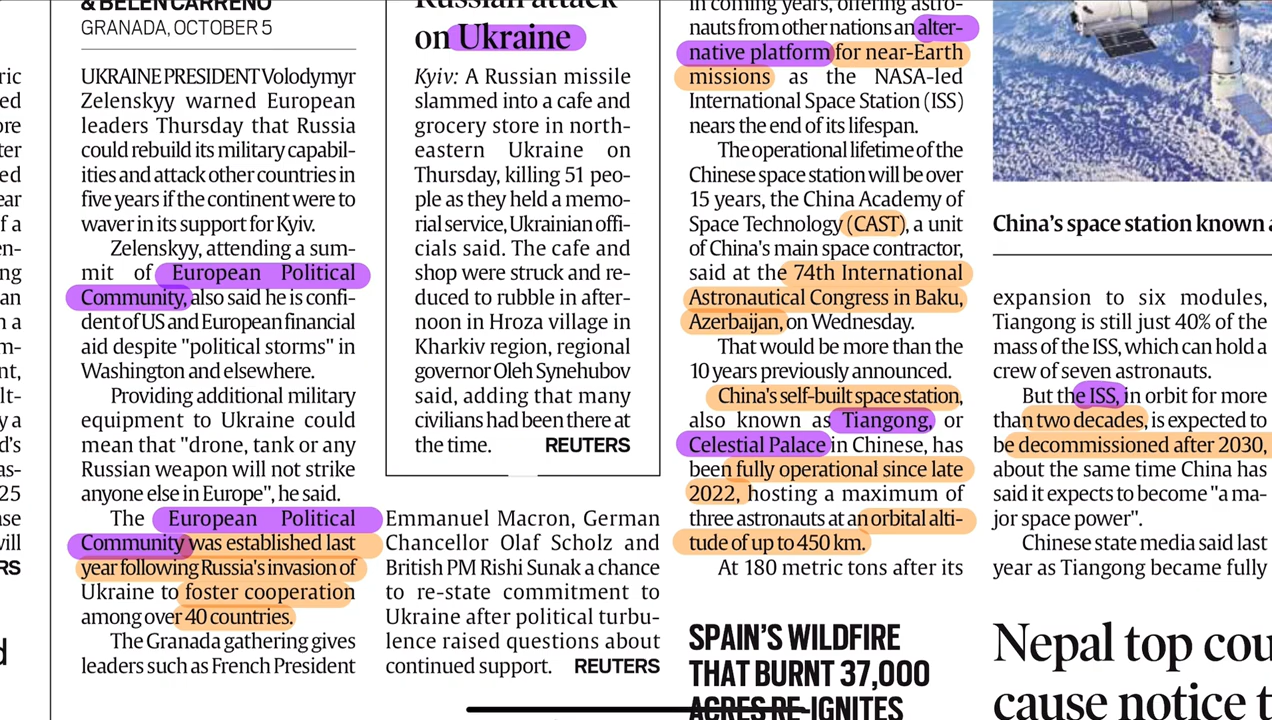 & BELÉN CARREÑO
GRANADA, OCTOBER 5
UKRAINE PRESIDENT Volodymyr
Zelenskyy warned European
leaders Thursday that Russia
could rebuild its military capabil-
ities and attack other countries in
five years if the continent were to
waver in its support for Kyiv.
Zelenskyy, attending a sum-
mit of European Political
Community, also said he is confi-
dent of US and European financial
aid despite "political storms" in
Washington and elsewhere.
Providing additional military
equipment to Ukraine could
mean that "drone, tank or any
Russian weapon will not strike
anyone else in Europe", he said.
The European Political
Community was established last
year following Russia's invasion of
Ukraine to foster cooperation
among over 40 countries.
The Granada gathering gives
leaders such as French President
Emmanuel Macron, German
Chancellor Olaf Scholz and
British PM Rishi Sunak a chance
to re-state commitment to
Ukraine after political turbu-
lence raised questions about
continued support. REUTERS
Russian attack
on Ukraine
Kyiv: A Russian missile
slammed into a cafe and
grocery store in north-
eastern Ukraine on
Thursday, killing 51 peo-
ple as they held a memo-
rial service, Ukrainian offi-
cials said. The cafe and
shop were struck and re-
duced to rubble in after-
noon in Hroza village in
Kharkiv region, regional
governor Oleh Synehubov
said, adding that many
civilians had been there at
the time. REUTERS
in coming years, offering astro-
nauts from other nations an alter-
native platform for near-Earth
missions as the NASA-led
International Space Station (ISS)
nears the end of its lifespan.
The operational lifetime of the
Chinese space station will be over
15 years, the China Academy of
Space Technology (CAST), a unit
of China's main space contractor,
said at the 74th International
Astronautical Congress in Baku,
Azerbaijan, on Wednesday.
That would be more than the
10 years previously announced.
China's self-built space station,
also known as Tiangong, or
Celestial Palace in Chinese, has
been fully operational since late
2022, hosting a maximum of
three astronauts at an orbital alti-
tude of up to 450 km.
At 180 metric tons after its
China's space station known a
expansion to six modules,
Tiangong is still just 40% of the
mass of the ISS, which can hold a
crew of seven astronauts.
But the ISS, in orbit for more
than two decades, is expected to
be decommissioned after 2030,
about the same time China has
said it expects to become "a ma-
jor space power".
Chinese state media said last
year as Tiangong became fully
SPAIN'S WILDFIRE
THAT BURNT 37,000
ACRES RE-IGNITES
Nepal top cou
cause notice t